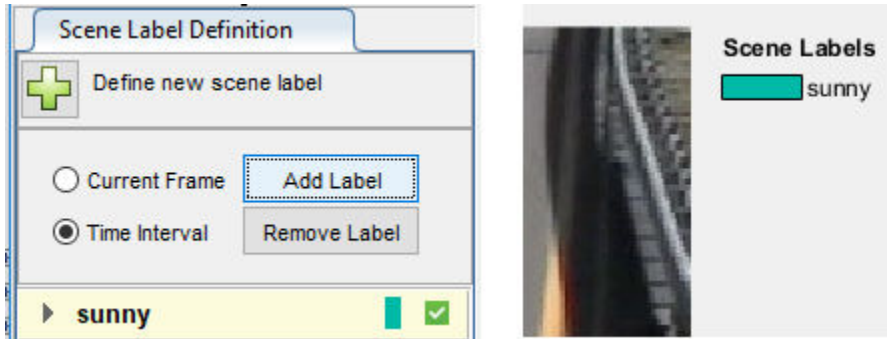 Scene Label Definition
Define new scene label
Current Frame
Add Label
Time Interval
Remove Label
sunny
Scene Labels
sunny